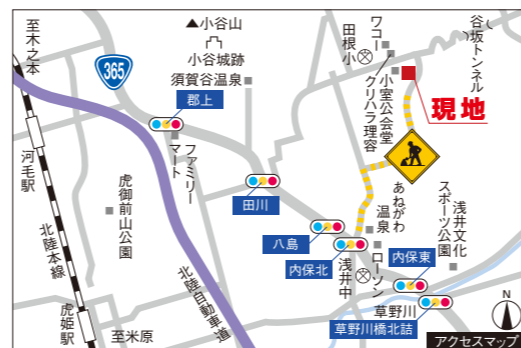 至木之本
▲小谷山
小谷城跡
須賀谷温泉
365
郡上
ファミリーマート
河毛駅
虎御前山公園
北陸本線
虎姫駅
至米原
北陸自動車道
田川
八島
内保北
浅井中
田根小
ワコー
小室公会堂
クリハラ理容
谷坂トンネル
現地
あねがわ温泉
ローソン
浅井文化スポーツ公園
内保東
草野川
草野川橋北詰
N
アクセスマップ